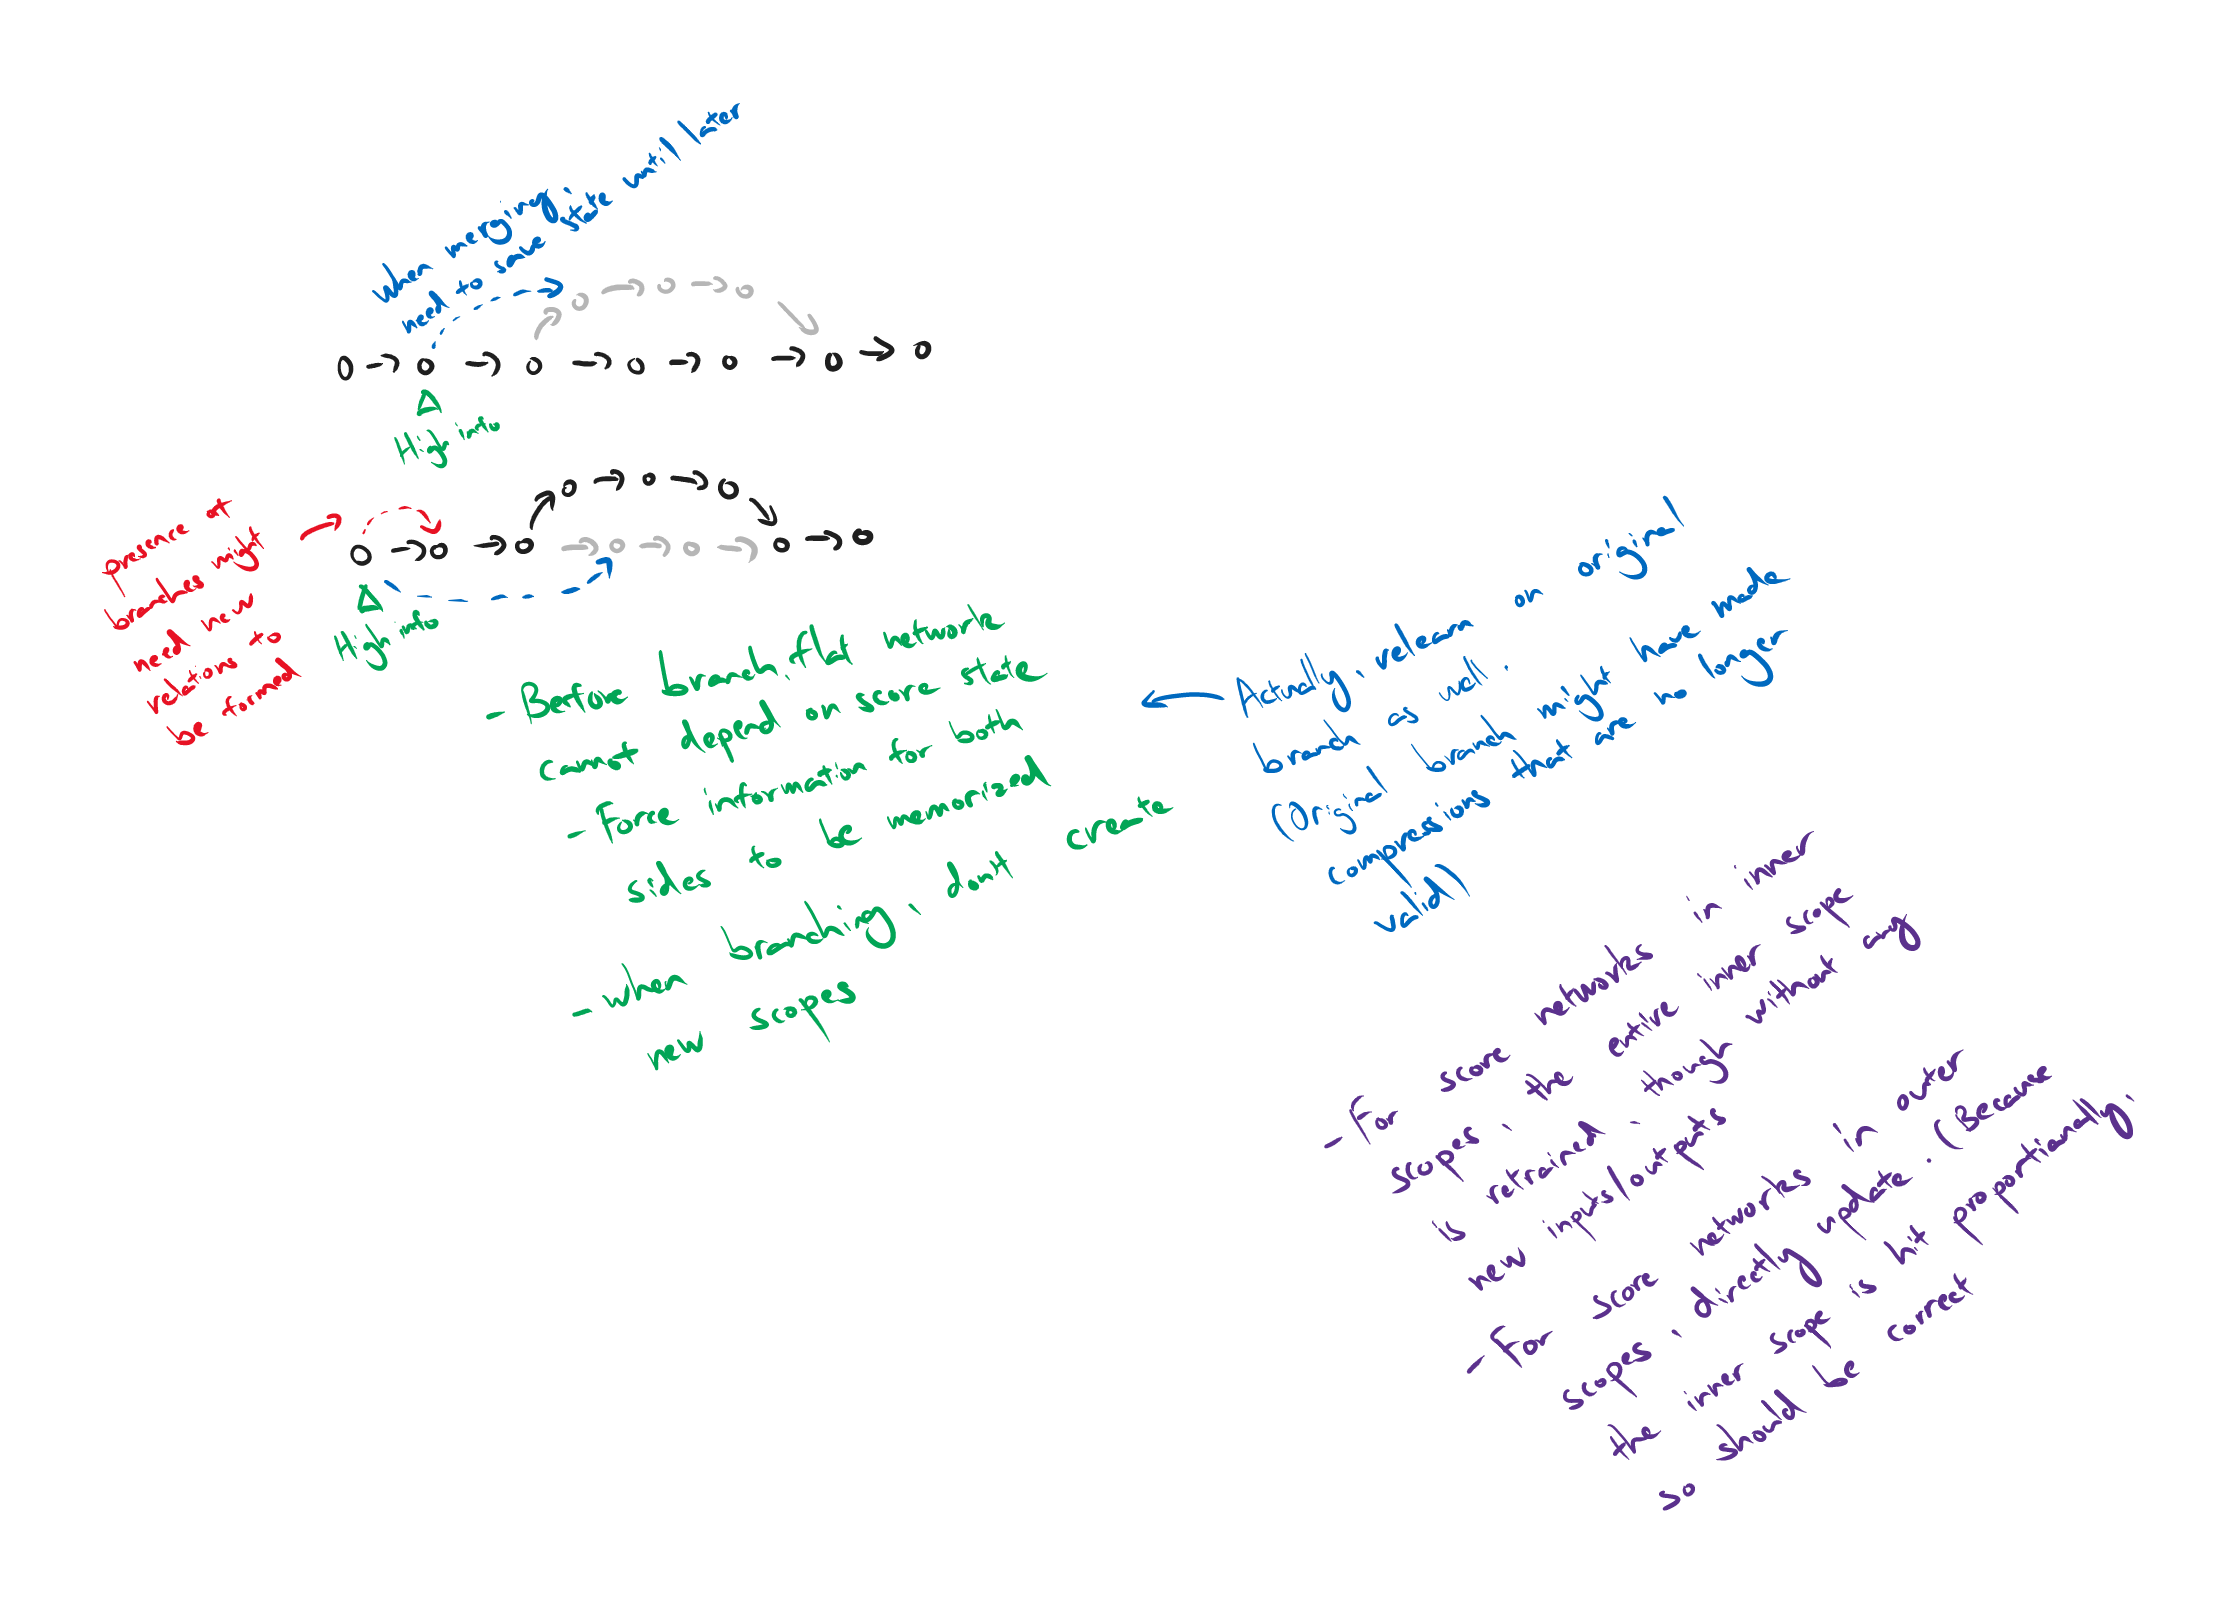 When merging,
need to save state until later
High info
presence of
branches might
need new
relations to
be formed
High info
- Before branch, flat network
cannot depend on score state
- Force information for both
sides to be memorized
- When branching, don't create
new scopes
Actually, relearn on original
branch as well.
(Original branch might have made
compressions that are no longer
valid)
- For score networks in inner
scopes, the entire inner scope
is retrained, though without any
new inputs/outputs
- For score networks in outer
scopes, directly update. (Because
the inner scope is hit proportionally,
so should be correct